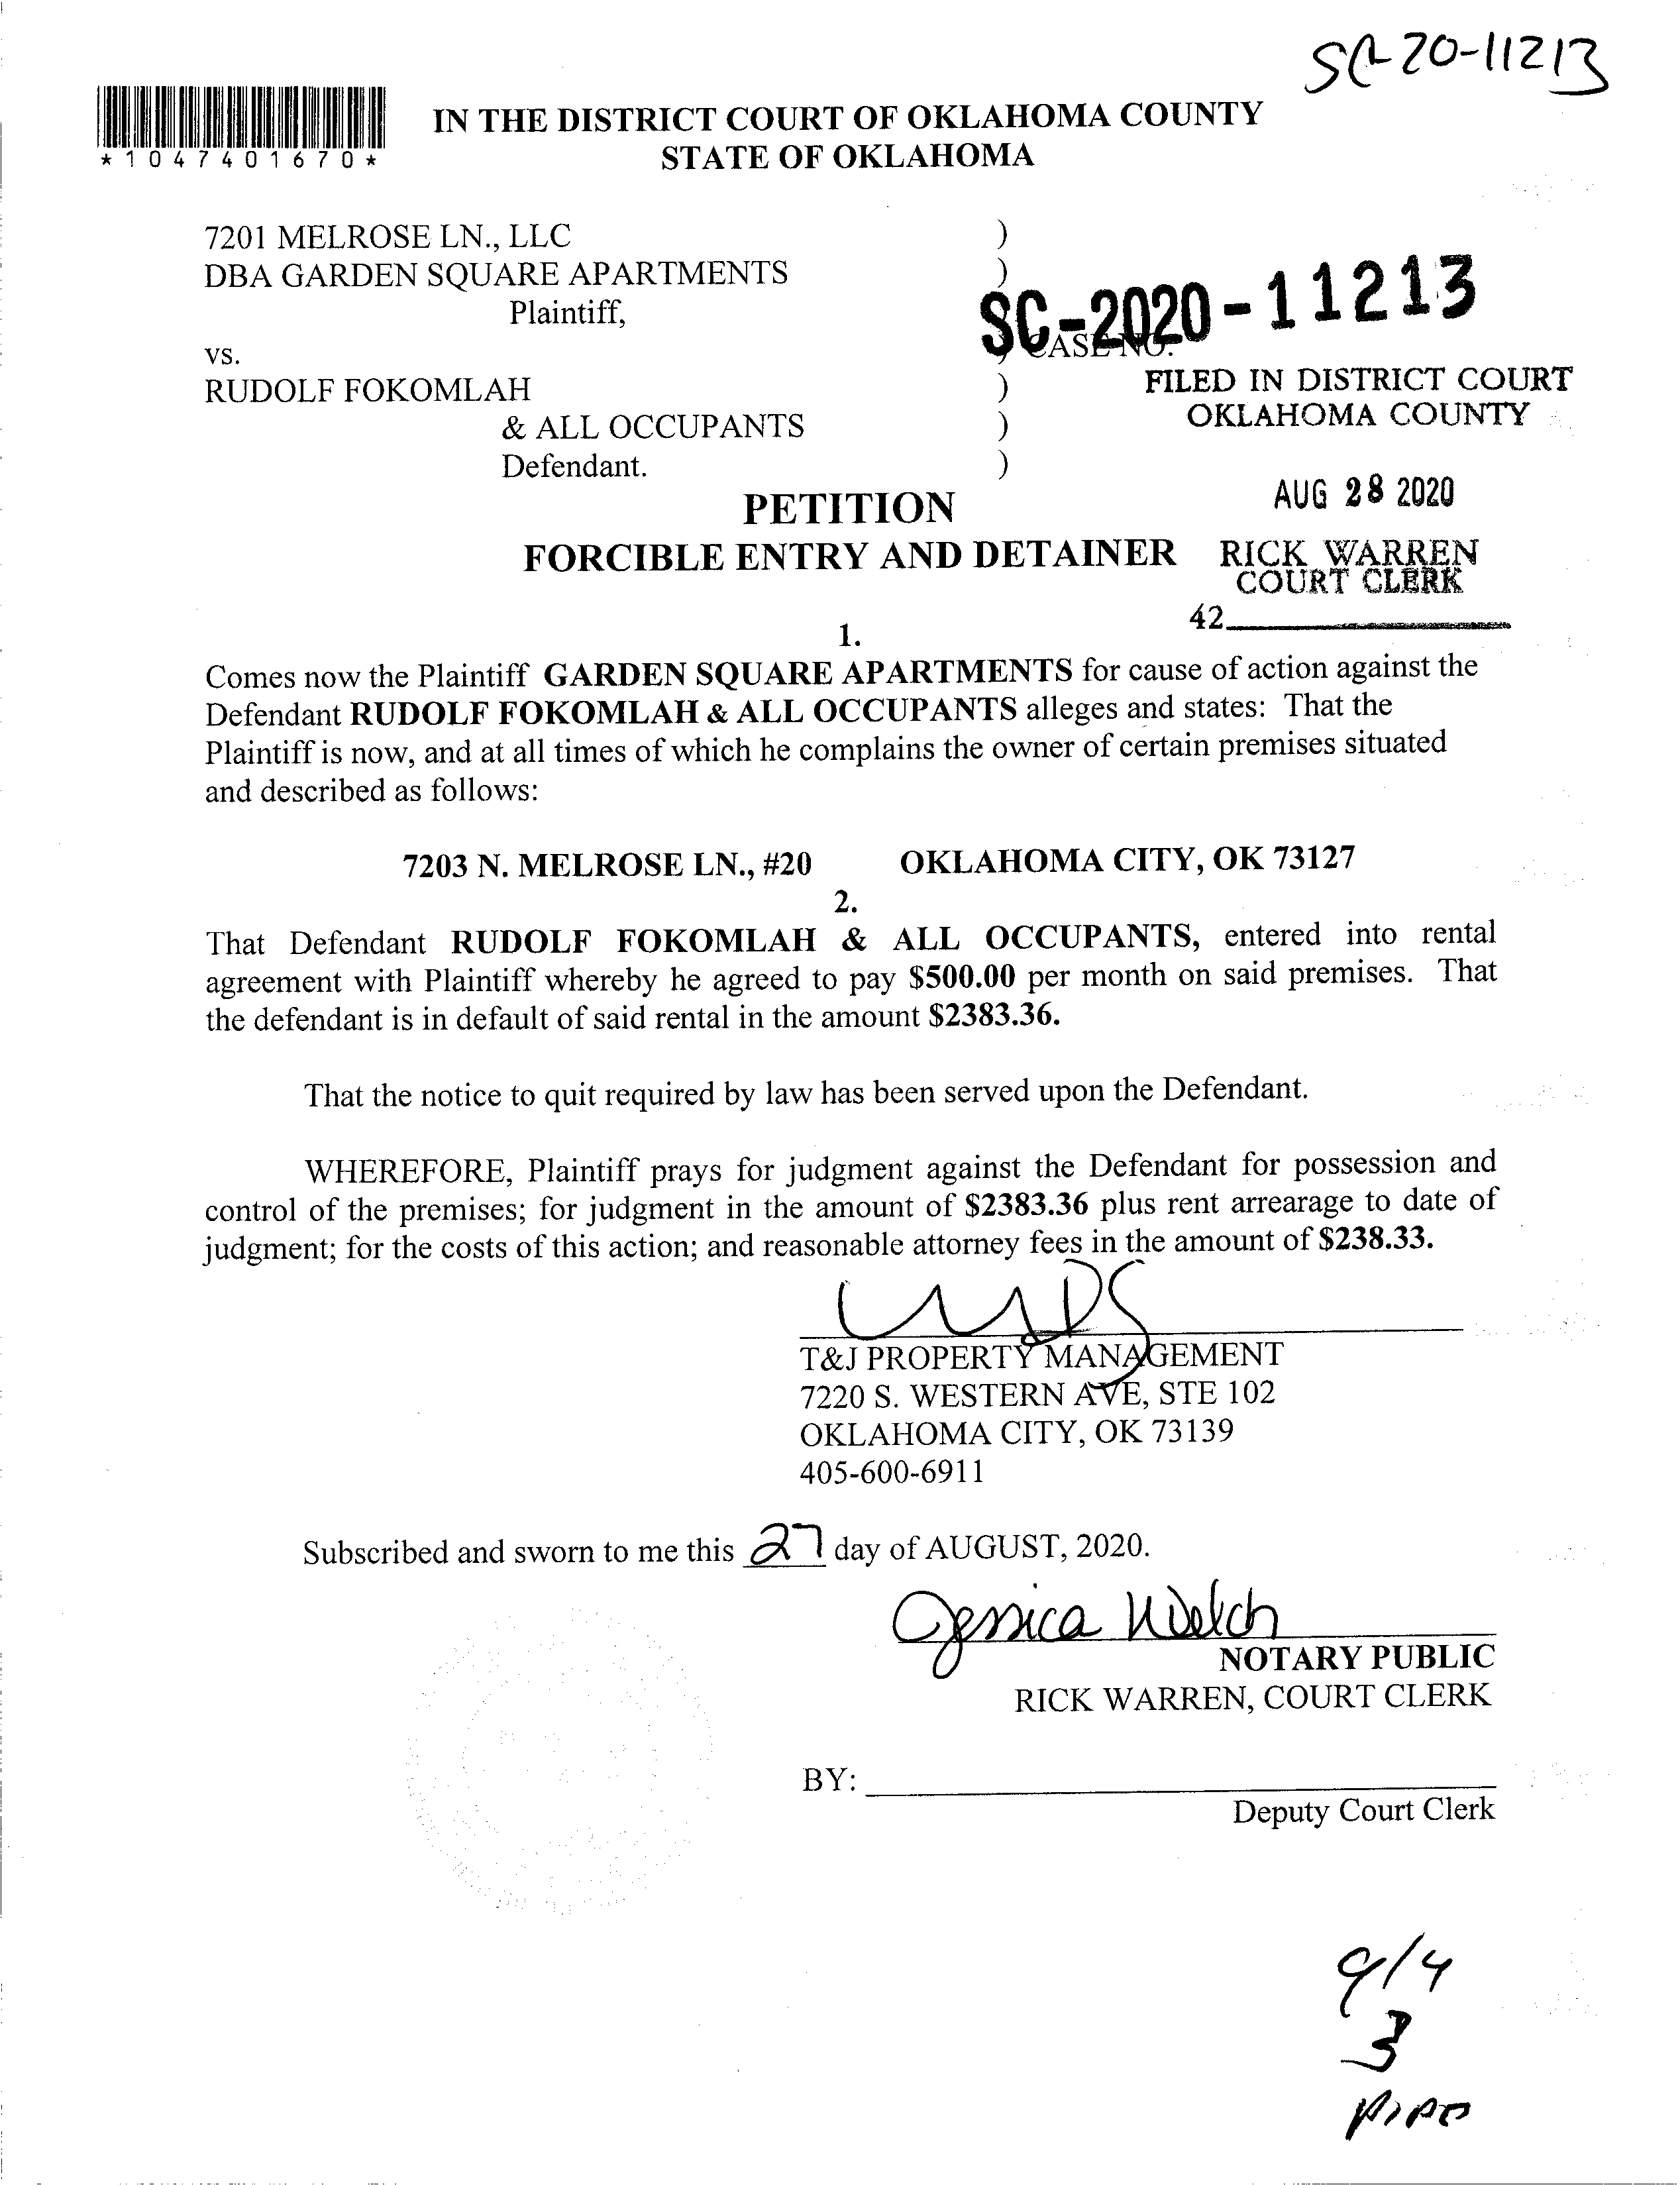 SC-20-11213
*1047401670*
IN THE DISTRICT COURT OF OKLAHOMA COUNTY
STATE OF OKLAHOMA
7201 MELROSE LN., LLC )
DBA GARDEN SQUARE APARTMENTS )
Plaintiff,
SC-2020-11213
vs. ) CASE NO.
RUDOLF FOKOMLAH )
& ALL OCCUPANTS )
Defendant. )
FILED IN DISTRICT COURT
OKLAHOMA COUNTY
AUG 28 2020
RICK WARREN
COURT CLERK
42
PETITION
FORCIBLE ENTRY AND DETAINER
1.
Comes now the Plaintiff GARDEN SQUARE APARTMENTS for cause of action against the
Defendant RUDOLF FOKOMLAH & ALL OCCUPANTS alleges and states: That the
Plaintiff is now, and at all times of which he complains the owner of certain premises situated
and described as follows:
7203 N. MELROSE LN., #20 OKLAHOMA CITY, OK 73127
2.
That Defendant RUDOLF FOKOMLAH & ALL OCCUPANTS, entered into rental
agreement with Plaintiff whereby he agreed to pay $500.00 per month on said premises. That
the defendant is in default of said rental in the amount $2383.36.
That the notice to quit required by law has been served upon the Defendant.
WHEREFORE, Plaintiff prays for judgment against the Defendant for possession and
control of the premises; for judgment in the amount of $2383.36 plus rent arrearage to date of
judgment; for the costs of this action; and reasonable attorney fees in the amount of $238.33.
T&J PROPERTY MANAGEMENT
7220 S. WESTERN AVE, STE 102
OKLAHOMA CITY, OK 73139
405-600-6911
Subscribed and sworn to me this 27 day of AUGUST, 2020.
Jessica Welch
NOTARY PUBLIC
RICK WARREN, COURT CLERK
BY:
Deputy Court Clerk
9/4
3